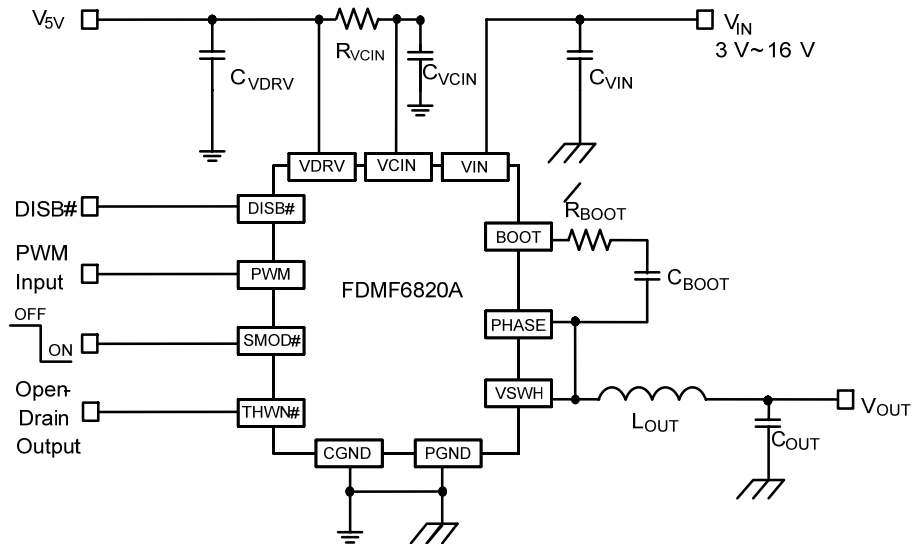 V5V
RVCIN
VIN
3 V~ 16 V
CVDRV
CVCIN
CVIN
VDRV
VCIN
VIN
DISB#
DISB#
RBOOT
BOOT
PWM
Input
PWM
FDMF6820A
CBOOT
OFF
ON
SMOD#
PHASE
Open-
Drain
Output
THWN#
VSWH
LOUT
VOUT
COUT
CGND
PGND